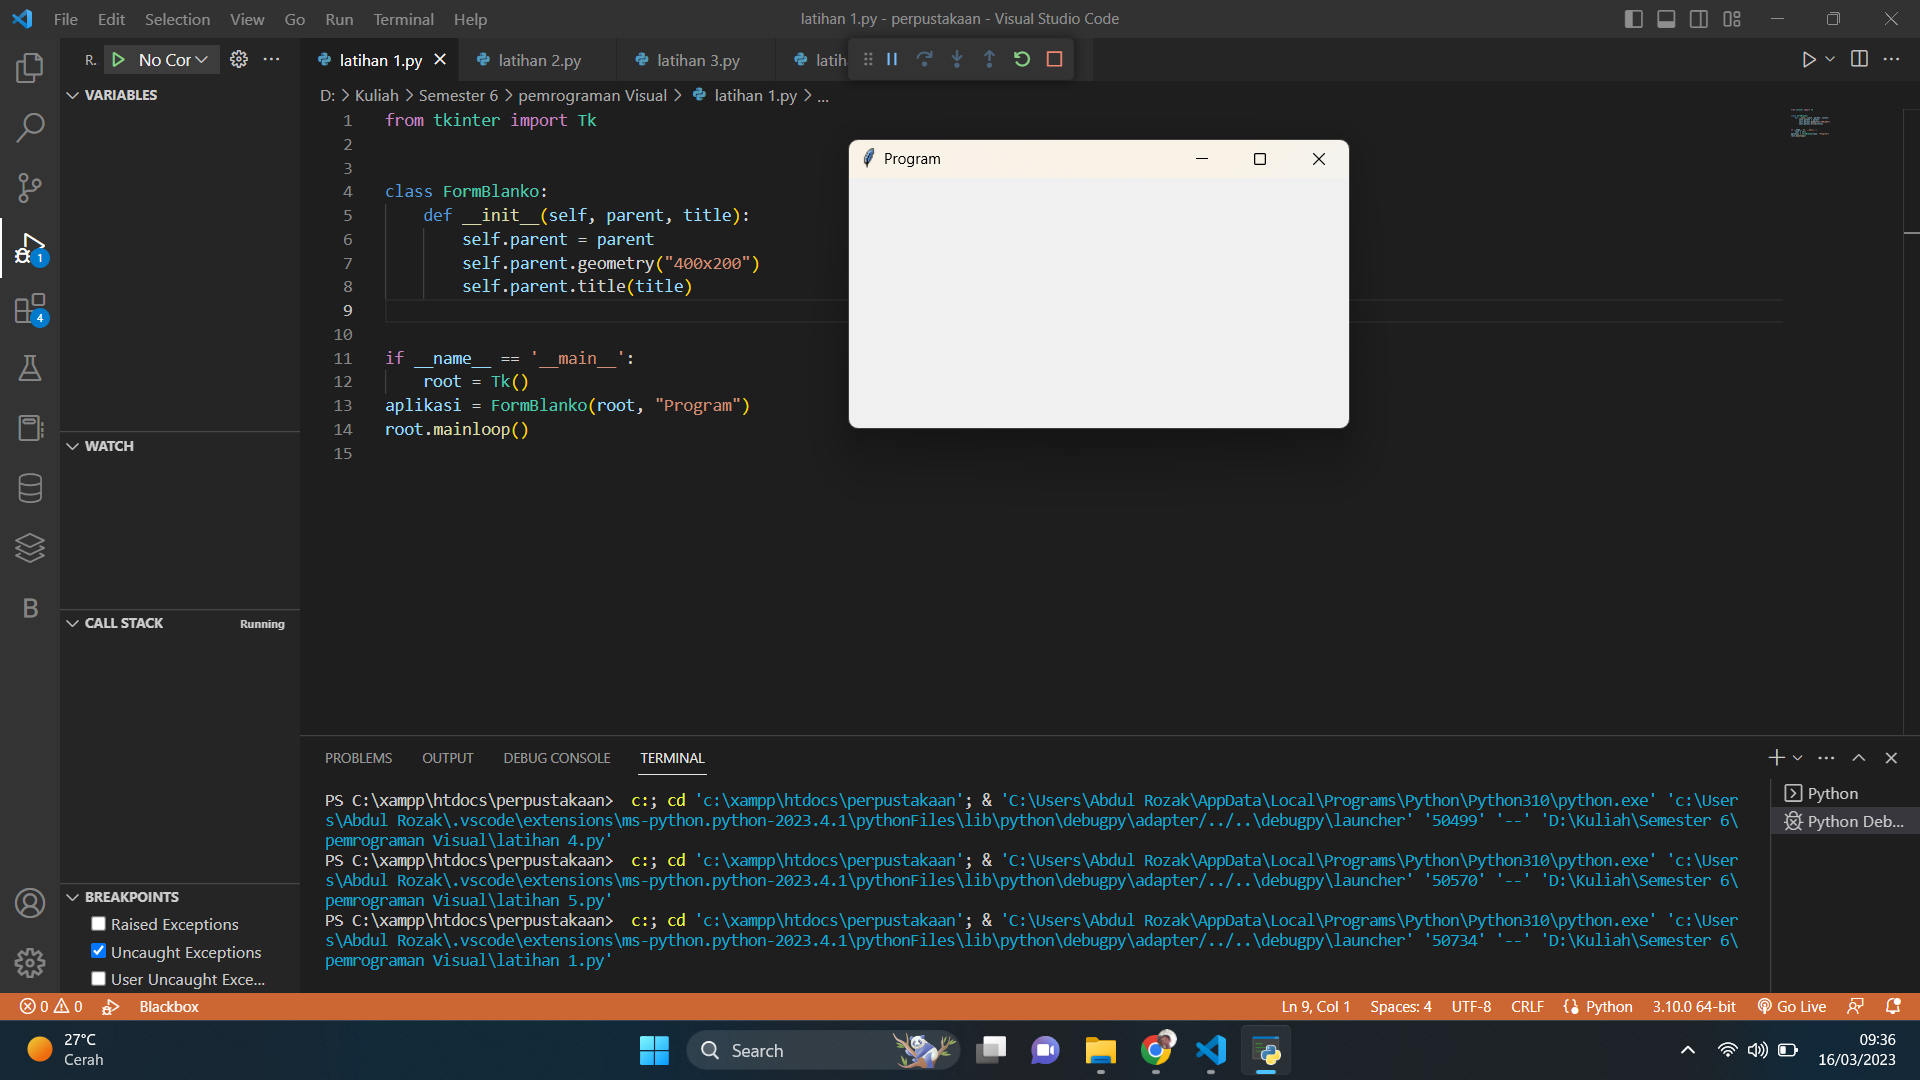 File Edit Selection View Go Run Terminal Help
latihan 1.py - perpustakaan - Visual Studio Code
R. No Cor
latihan 1.py latihan 2.py latihan 3.py latih
VARIABLES
D: > Kuliah > Semester 6 > pemrograman Visual > latihan 1.py > ...
1 from tkinter import Tk
2
3
4 class FormBlanko:
5 def __init__(self, parent, title):
6 self.parent = parent
7 self.parent.geometry("400x200")
8 self.parent.title(title)
9
10
11 if __name__ == '__main__':
12 root = Tk()
13 aplikasi = FormBlanko(root, "Program")
14 root.mainloop()
15
Program
1
4
B
WATCH
CALL STACK Running
BREAKPOINTS
Raised Exceptions
Uncaught Exceptions
User Uncaught Exce...
PROBLEMS OUTPUT DEBUG CONSOLE TERMINAL
PS C:\xampp\htdocs\perpustakaan> c:; cd 'c:\xampp\htdocs\perpustakaan'; & 'C:\Users\Abdul Rozak\AppData\Local\Programs\Python\Python310\python.exe' 'c:\User
s\Abdul Rozak\.vscode\extensions\ms-python.python-2023.4.1\pythonFiles\lib\python\debugpy\adapter/../..\debugpy\launcher' '50499' '--' 'D:\Kuliah\Semester 6\
pemrograman Visual\latihan 4.py'
PS C:\xampp\htdocs\perpustakaan> c:; cd 'c:\xampp\htdocs\perpustakaan'; & 'C:\Users\Abdul Rozak\AppData\Local\Programs\Python\Python310\python.exe' 'c:\User
s\Abdul Rozak\.vscode\extensions\ms-python.python-2023.4.1\pythonFiles\lib\python\debugpy\adapter/../..\debugpy\launcher' '50570' '--' 'D:\Kuliah\Semester 6\
pemrograman Visual\latihan 5.py'
PS C:\xampp\htdocs\perpustakaan> c:; cd 'c:\xampp\htdocs\perpustakaan'; & 'C:\Users\Abdul Rozak\AppData\Local\Programs\Python\Python310\python.exe' 'c:\User
s\Abdul Rozak\.vscode\extensions\ms-python.python-2023.4.1\pythonFiles\lib\python\debugpy\adapter/../..\debugpy\launcher' '50734' '--' 'D:\Kuliah\Semester 6\
pemrograman Visual\latihan 1.py'
Python
Python Deb...
0 0 Blackbox
Ln 9, Col 1 Spaces: 4 UTF-8 CRLF Python 3.10.0 64-bit Go Live
27°C
Cerah
Search
09:36
16/03/2023